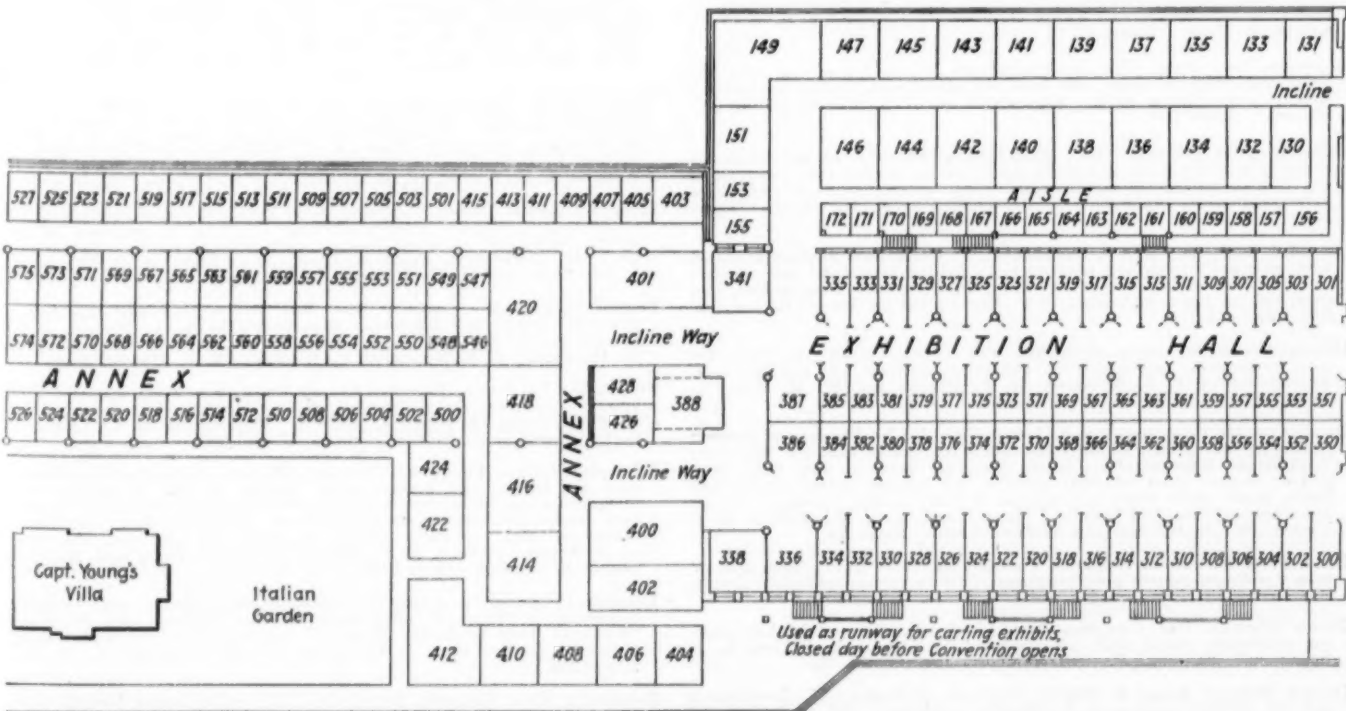 149 147 145 143 141 139 137 135 133 131
Incline
151 146 144 142 140 138 136 134 132 130
153
AISLE
527 525 523 521 519 517 515 513 511 509 507 505 503 501 415 413 411 409 407 405 403
155 172 171 170 169 168 167 166 165 164 163 162 161 160 159 158 157 156
575 573 571 569 567 565 563 561 559 557 555 553 551 549 547
420 401 341
335 333 331 329 327 325 323 321 319 317 315 313 311 309 307 305 303 301
574 572 570 568 566 564 562 560 558 556 554 552 550 548 546
Incline Way
EXHIBITION HALL
ANNEX
418 ANNEX 428 388
426
387 385 383 381 379 377 375 373 371 369 367 365 363 361 359 357 355 353 351
526 524 522 520 518 516 514 512 510 508 506 504 502 500
386 384 382 380 378 376 374 372 370 368 366 364 362 360 358 356 354 352 350
424
Incline Way
416
422
400
414
402
338 336 334 332 330 328 326 324 322 320 318 316 314 312 310 308 306 304 302 300
Capt. Young's
Villa
Italian
Garden
Used as runway for carting exhibits,
Closed day before Convention opens
412 410 408 406 404